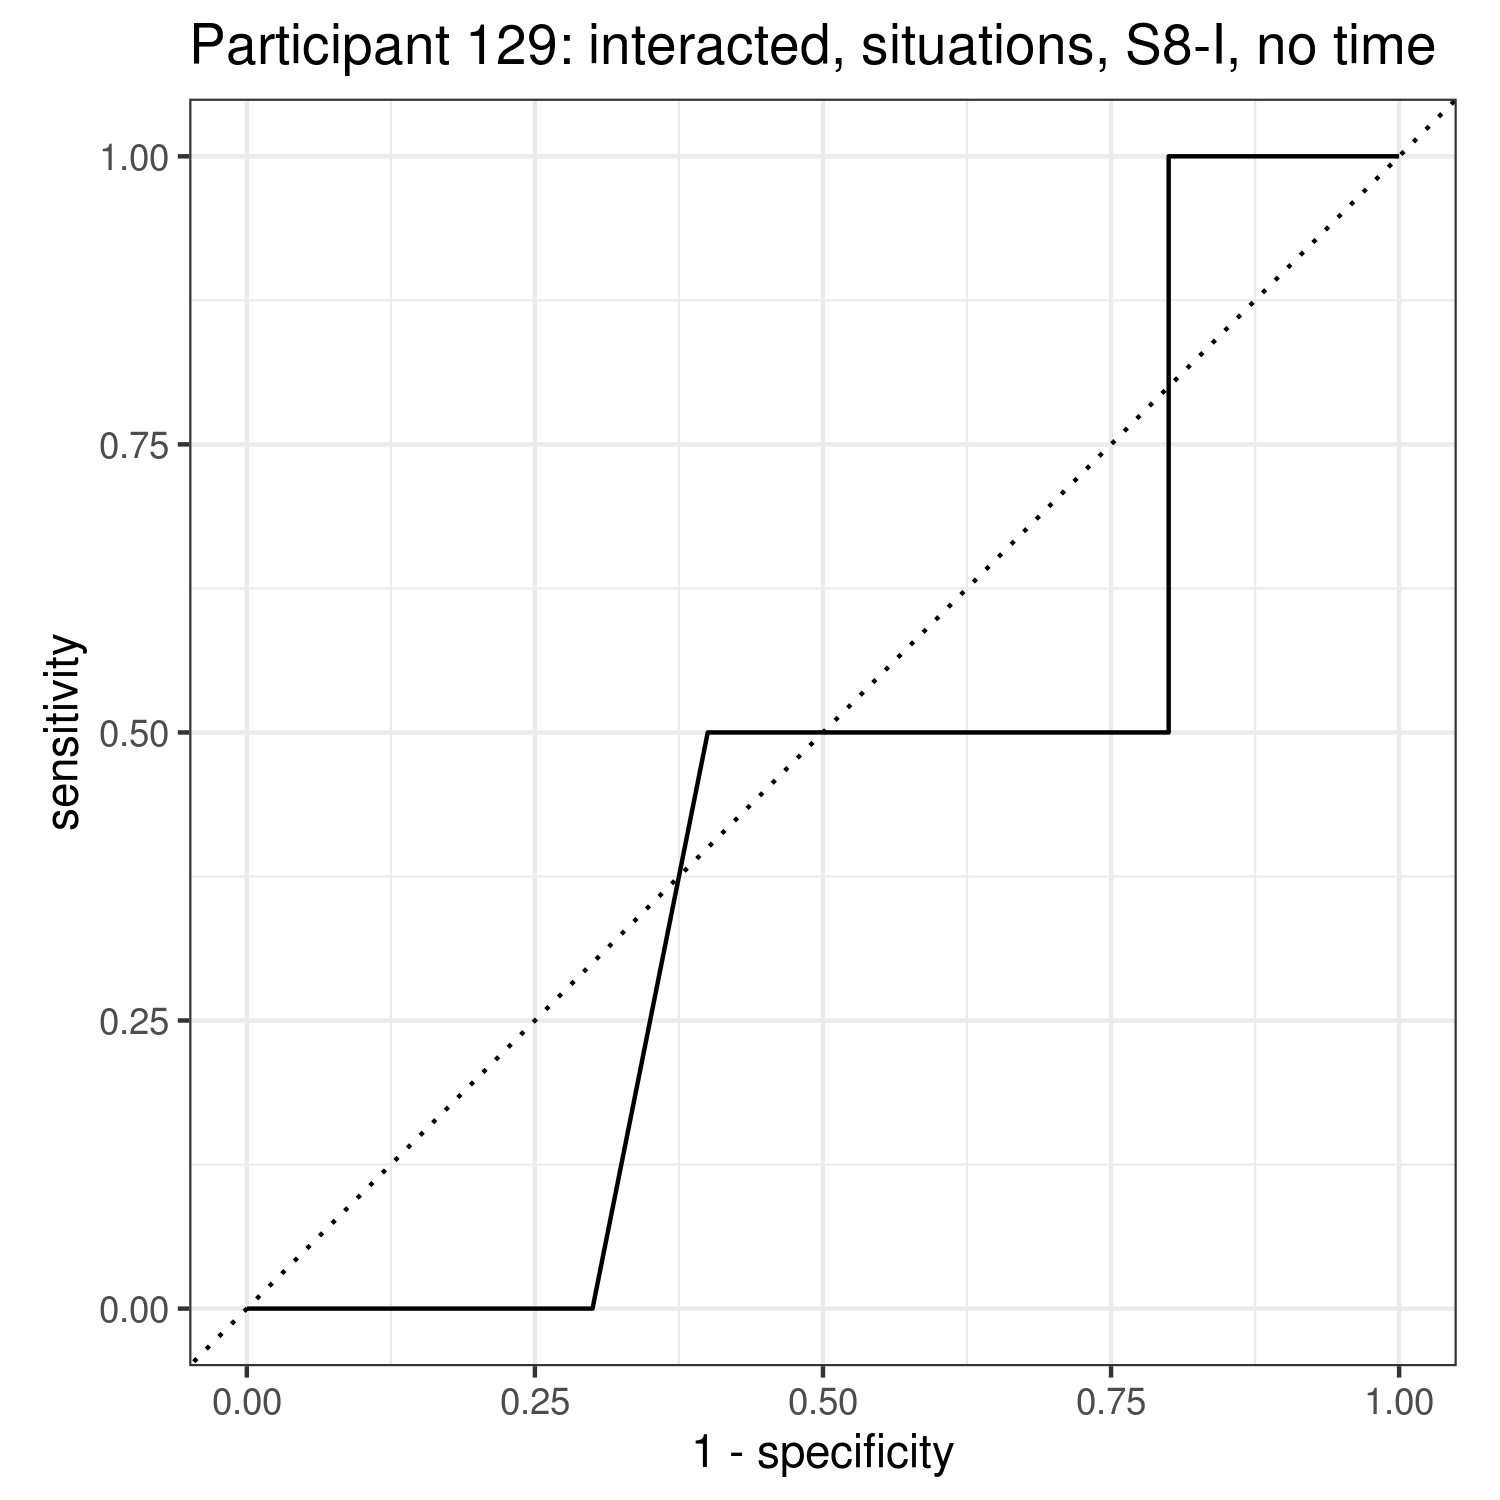 Participant 129: interacted, situations, S8-I, no time
1.00
0.75
0.50
0.25
0.00
sensitivity
0.00 0.25 0.50 0.75 1.00
1 - specificity